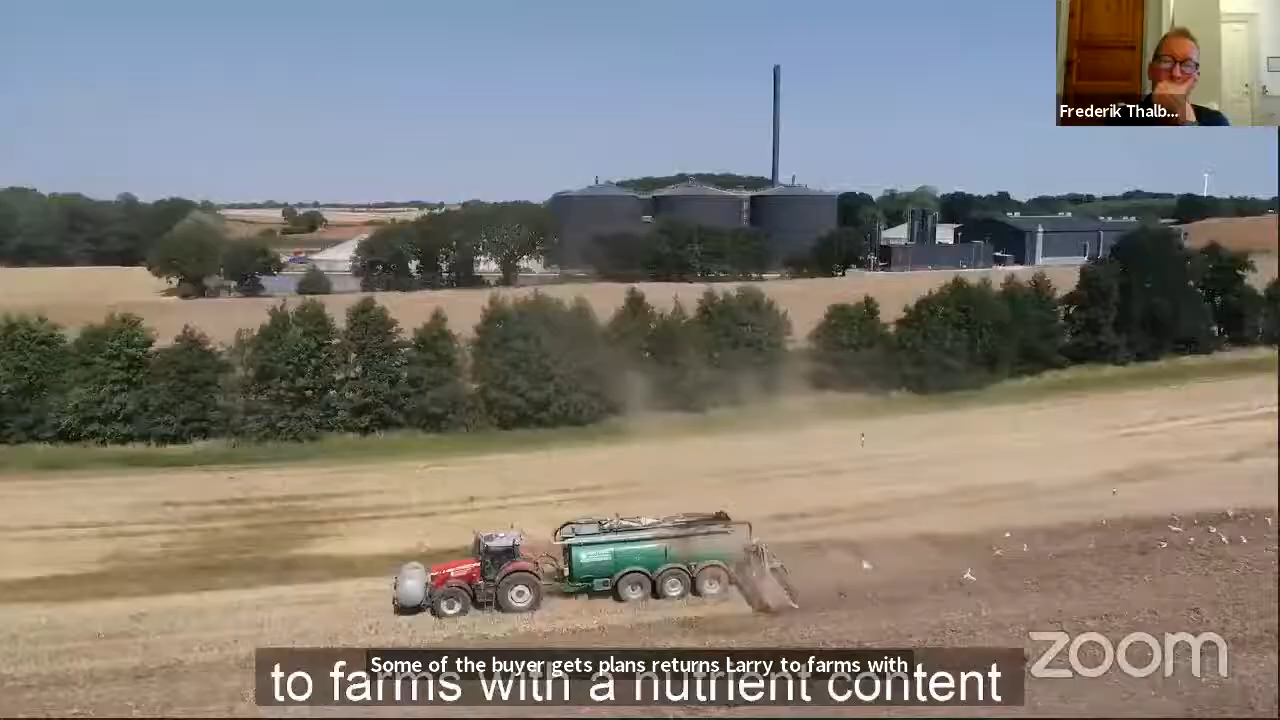 Frederik Thalb...
Some of the buyer gets plans returns Larry to farms with
to farms with a nutrient content
zoom